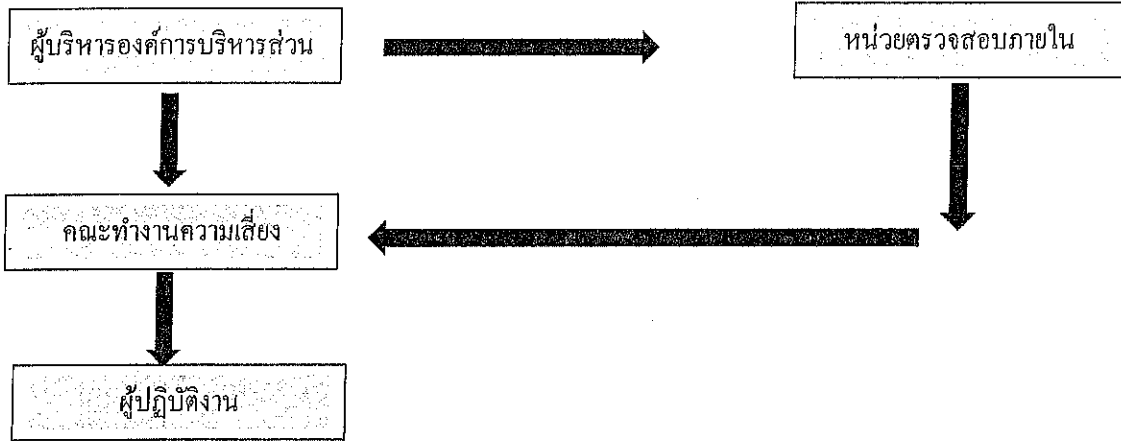 ผู้บริหารองค์การบริหารส่วน
หน่วยตรวจสอบภายใน
คณะทำงานความเสี่ยง
ผู้ปฏิบัติงาน